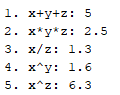 1. x+y+z: 5
2. x*y*z: 2.5
3. x/z: 1.3
4. x^y: 1.6
5. x^z: 6.3